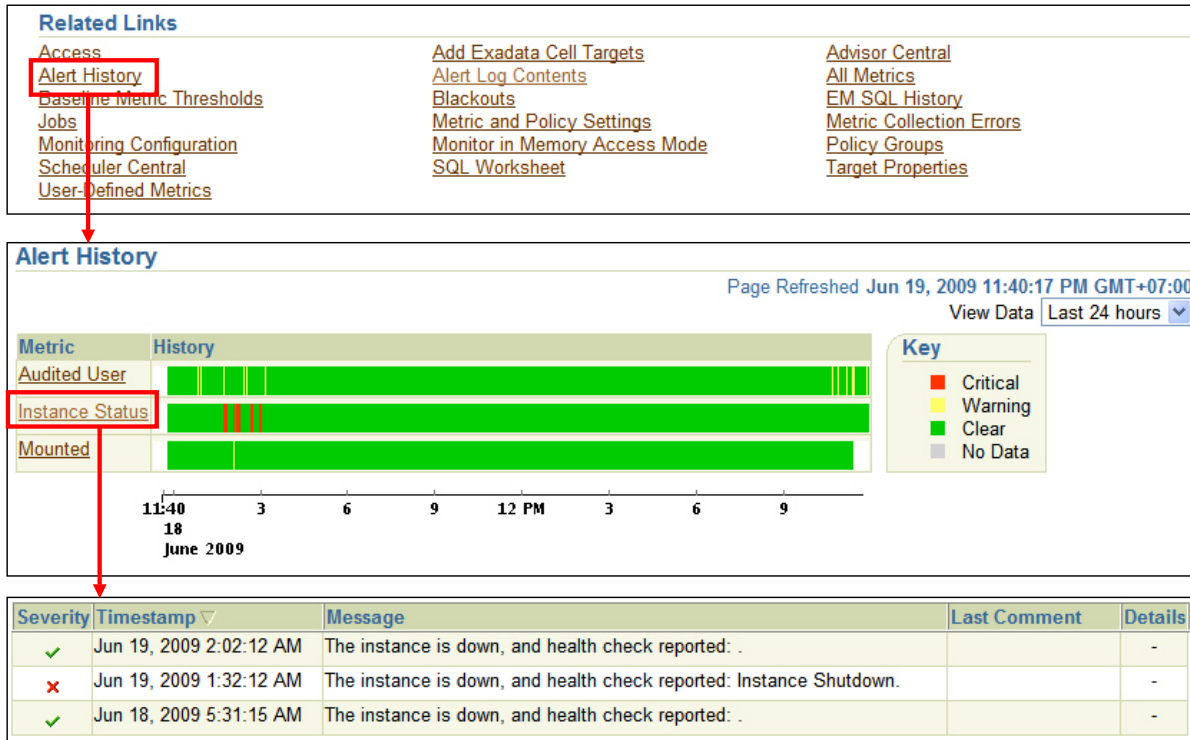 Related Links
Access Add Exadata Cell Targets Advisor Central
Alert History Alert Log Contents All Metrics
Baseline Metric Thresholds Blackouts EM SQL History
Jobs Metric and Policy Settings Metric Collection Errors
Monitoring Configuration Monitor in Memory Access Mode Policy Groups
Scheduler Central SQL Worksheet Target Properties
User-Defined Metrics
Alert History
Page Refreshed Jun 19, 2009 11:40:17 PM GMT+07:00
View Data Last 24 hours
Metric History Key
Audited User
Instance Status
Mounted
Critical
Warning
Clear
No Data
11:40 3 6 9 12 PM 3 6 9
18
June 2009
Severity Timestamp Message Last Comment Details
Jun 19, 2009 2:02:12 AM The instance is down, and health check reported: . -
Jun 19, 2009 1:32:12 AM The instance is down, and health check reported: Instance Shutdown. -
Jun 18, 2009 5:31:15 AM The instance is down, and health check reported: . -